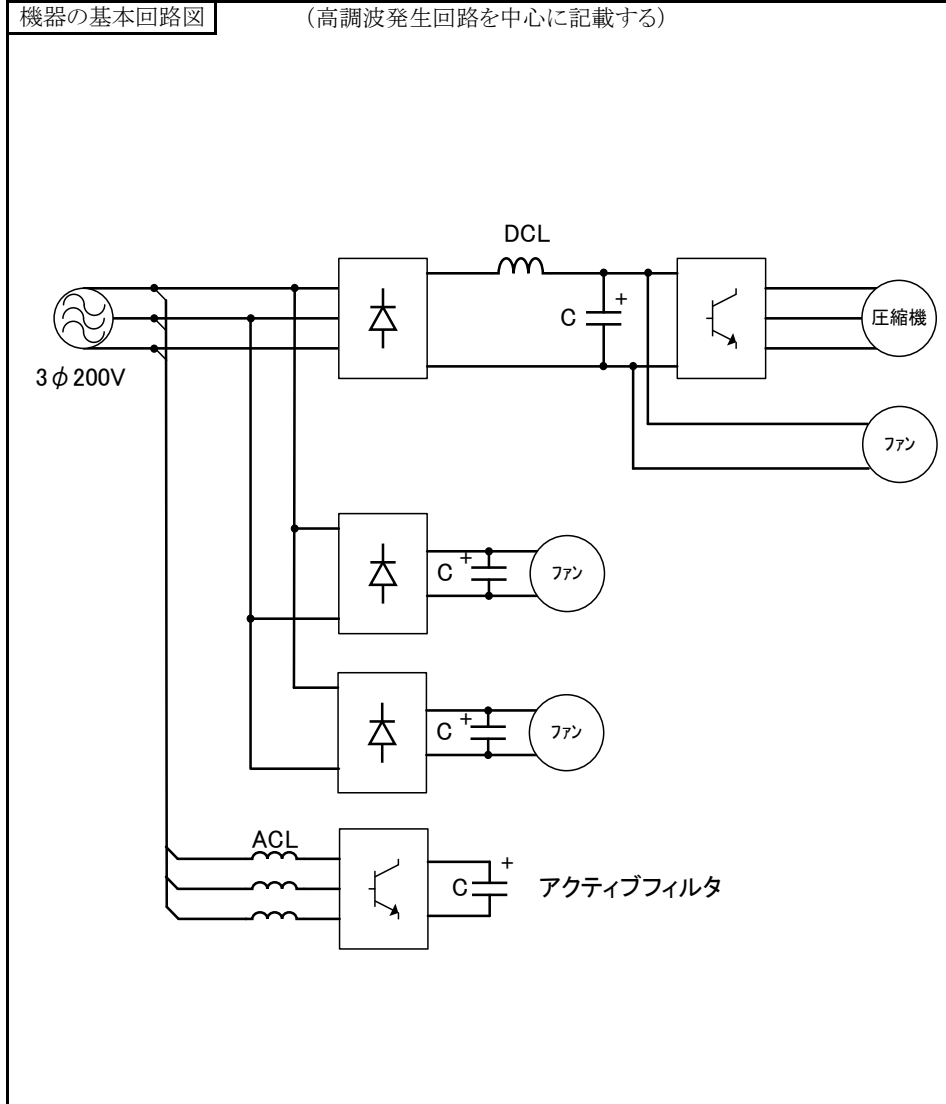 機器の基本回路図
(高調波発生回路を中心に記載する)
DCL
C
+
圧縮機
3φ200V
ファン
C
+
ファン
C
+
ファン
ACL
C
+
アクティブフィルタ